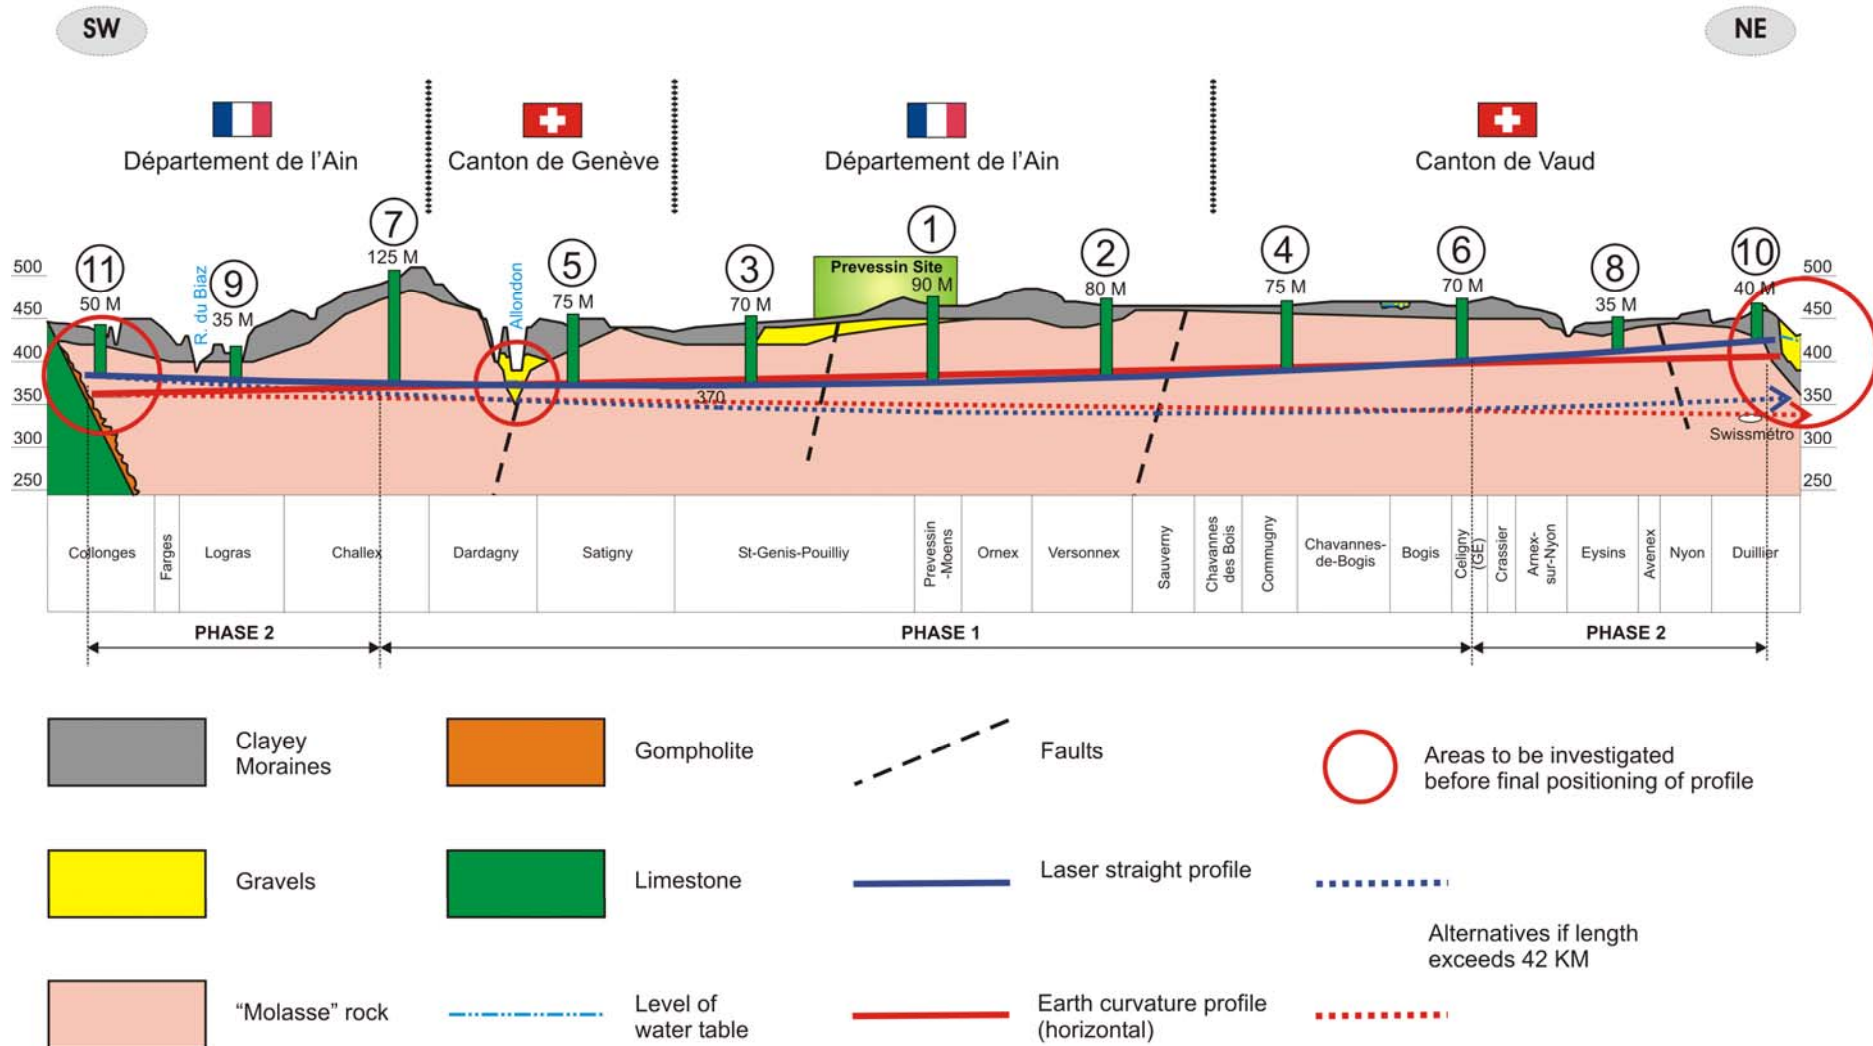 SW
NE
Département de l'Ain
Canton de Genève
Département de l'Ain
Canton de Vaud
11
50 M
R. du Biaz
9
35 M
7
125 M
Allondon
5
75 M
3
70 M
Prevessin Site
1
90 M
2
80 M
4
75 M
6
70 M
8
35 M
10
40 M
500
450
400
350
300
250
500
450
400
350
300
250
370
Swissmétro
Collonges
Farges
Logras
Challex
Dardagny
Satigny
St-Genis-Pouilliy
Prevessin
-Moens
Ornex
Versonnex
Sauverny
Chavannes
des Bois
Commugny
Chavannes-
de-Bogis
Bogis
Celigny
(GE)
Crassier
Arnex-
sur-Nyon
Eysins
Avenex
Nyon
Duillier
PHASE 2
PHASE 1
PHASE 2
Clayey
Moraines
Gompholite
Faults
Areas to be investigated
before final positioning of profile
Gravels
Limestone
Laser straight profile
Alternatives if length
exceeds 42 KM
"Molasse" rock
Level of
water table
Earth curvature profile
(horizontal)